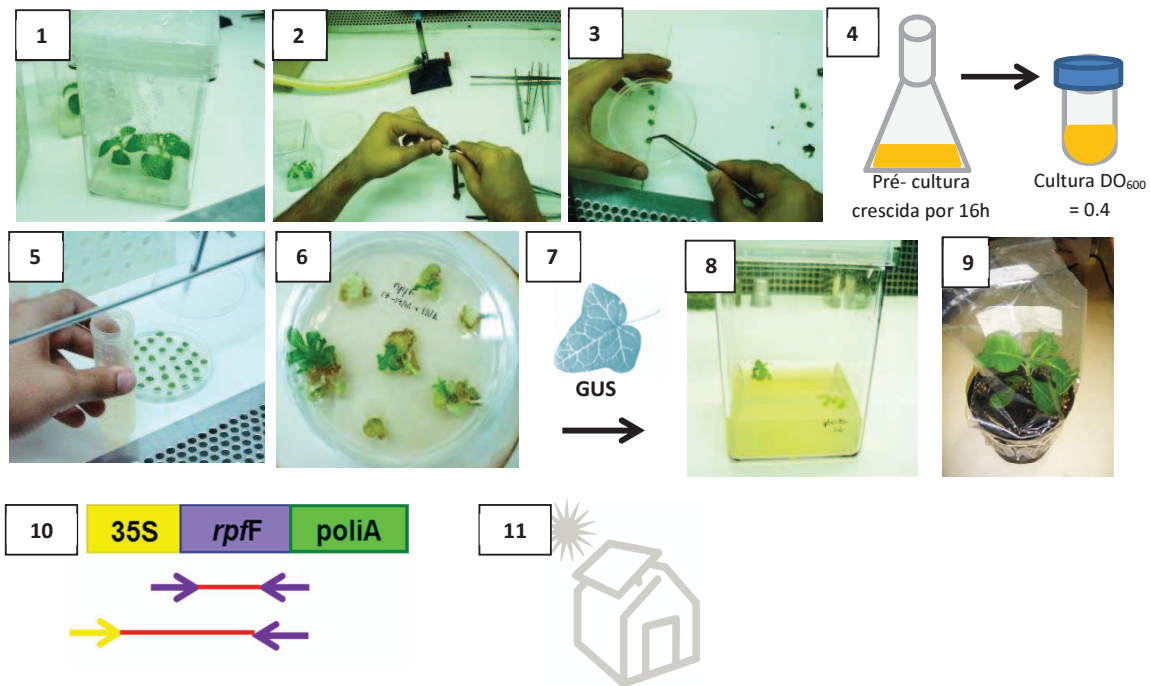 1
2
3
4
Pré- cultura
crescida por 16h
Cultura DO₆₀₀
= 0.4
5
6
rpfF
7
GUS
8
9
10
35S
rpfF
poliA
11